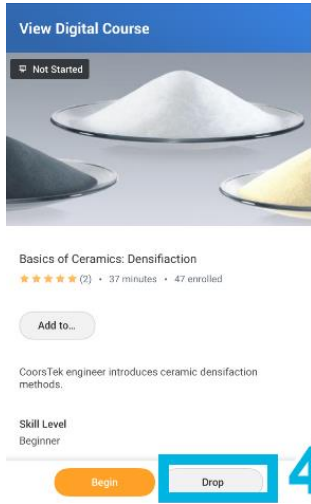 View Digital Course
Not Started
Basics of Ceramics: Densifiaction
(2) • 37 minutes • 47 enrolled
Add to...
CoorsTek engineer introduces ceramic densifaction
methods.
Skill Level
Beginner
Begin
Drop
4